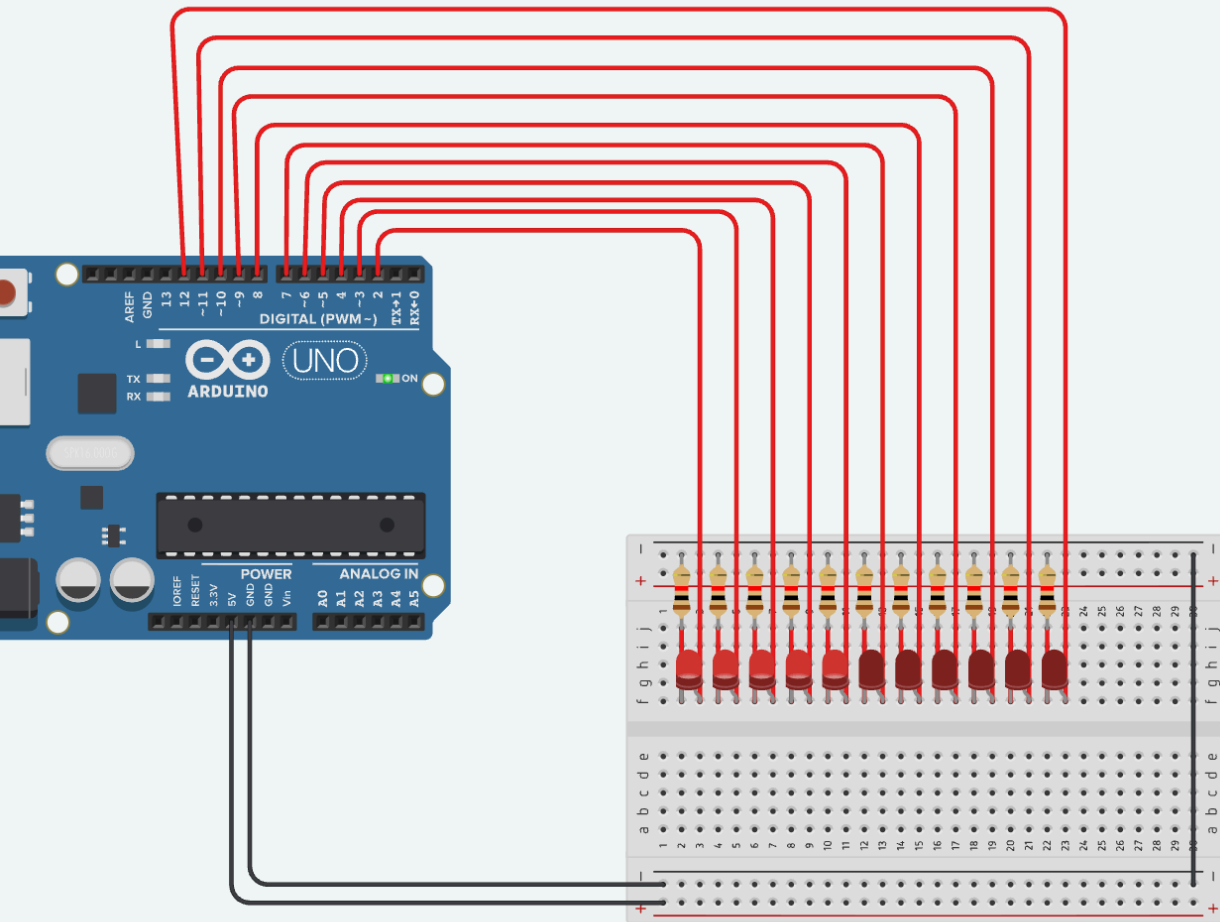 AREF
GND
13
12
~11
~10
~9
8
7
~6
~5
4
~3
2
TX→1
RX←0
DIGITAL (PWM~)
L
TX
RX
ARDUINO
UNO
ON
POWER
ANALOG IN
IOREF
RESET
3.3V
5V
GND
GND
Vin
A0
A1
A2
A3
A4
A5
− −
+ +
1 24 25 26 27 28 29
j j
i i
h h
g g
f f
e e
d d
c c
b b
a a
1 2 3 4 5 6 7 8 9 10 11 12 13 14 15 16 17 18 19 20 21 22 23 24 25 26 27 28 29
− −
+ +